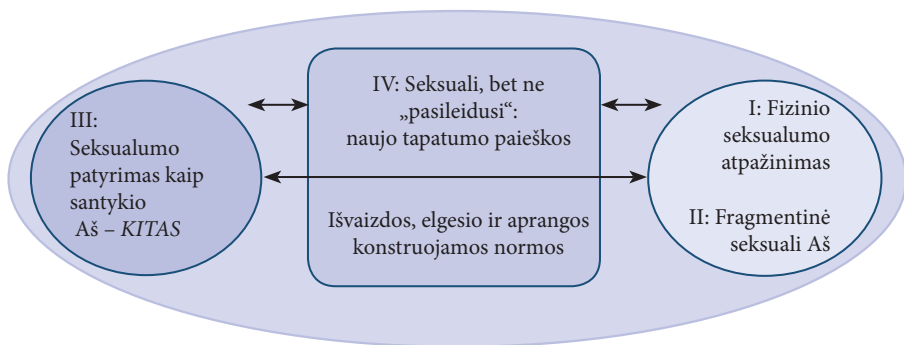 III:
Seksualumo
patyrimas kaip
santykio
Aš – KITAS
IV: Seksuali, bet ne
„pasileidusi“:
naujo tapatumo paieškos
Išvaizdos, elgesio ir aprangos
konstruojamos normos
I: Fizinio
seksualumo
atpažinimas
II: Fragmentinė
seksuali Aš